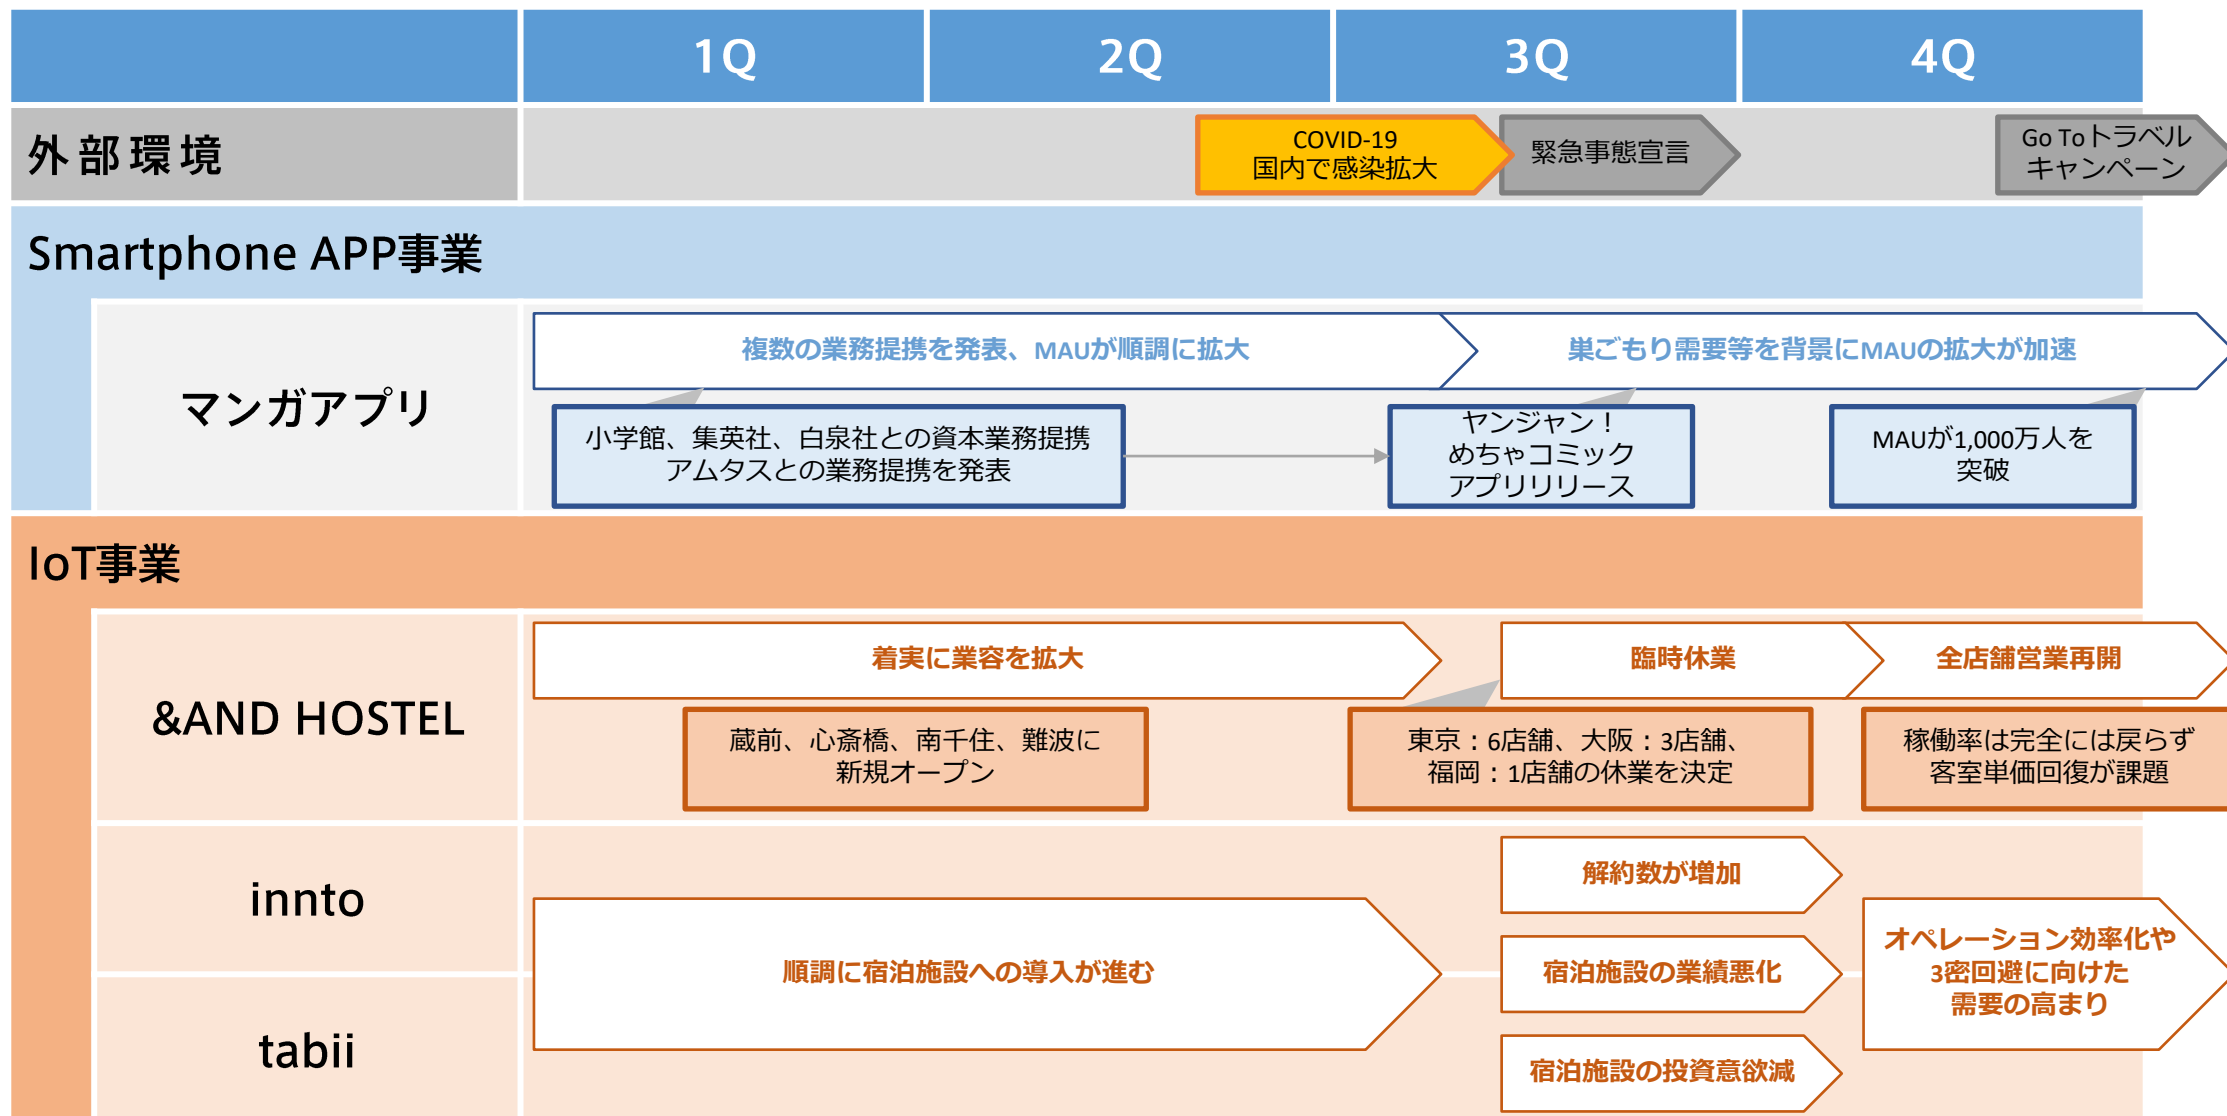 1Q
2Q
3Q
4Q
外部環境
COVID-19
国内で感染拡大
緊急事態宣言
Go Toトラベル
キャンペーン
Smartphone APP事業
マンガアプリ
複数の業務提携を発表、MAUが順調に拡大
巣ごもり需要等を背景にMAUの拡大が加速
小学館、集英社、白泉社との資本業務提携
アムタスとの業務提携を発表
ヤンジャン！
めちゃコミック
アプリリリース
MAUが1,000万人を
突破
IoT事業
&AND HOSTEL
着実に業容を拡大
臨時休業
全店舗営業再開
蔵前、心斎橋、南千住、難波に
新規オープン
東京：6店舗、大阪：3店舗、
福岡：1店舗の休業を決定
稼働率は完全には戻らず
客室単価回復が課題
innto
tabii
順調に宿泊施設への導入が進む
解約数が増加
宿泊施設の業績悪化
宿泊施設の投資意欲減
オペレーション効率化や
3密回避に向けた
需要の高まり